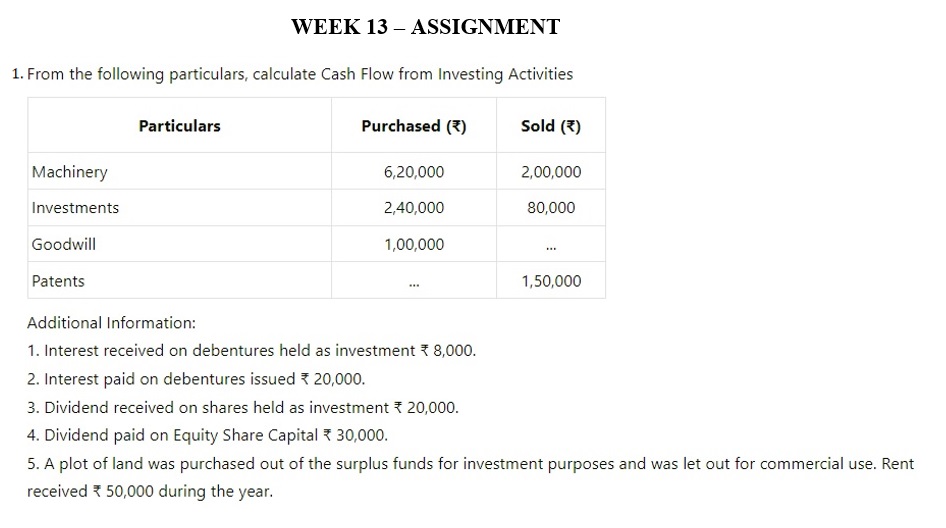 WEEK 13 – ASSIGNMENT
1. From the following particulars, calculate Cash Flow from Investing Activities
Particulars Purchased (₹) Sold (₹)
Machinery 6,20,000 2,00,000
Investments 2,40,000 80,000
Goodwill 1,00,000 ...
Patents ... 1,50,000
Additional Information:
1. Interest received on debentures held as investment ₹ 8,000.
2. Interest paid on debentures issued ₹ 20,000.
3. Dividend received on shares held as investment ₹ 20,000.
4. Dividend paid on Equity Share Capital ₹ 30,000.
5. A plot of land was purchased out of the surplus funds for investment purposes and was let out for commercial use. Rent
received ₹ 50,000 during the year.